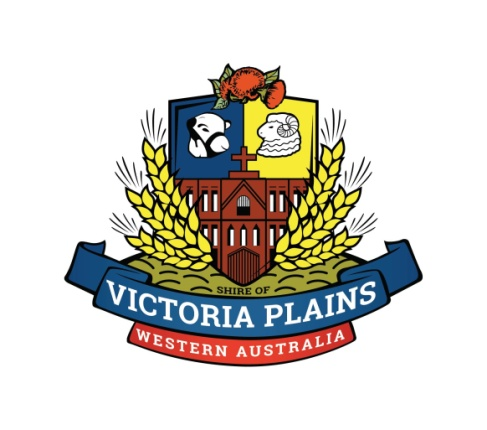 SHIRE OF
VICTORIA PLAINS
WESTERN AUSTRALIA